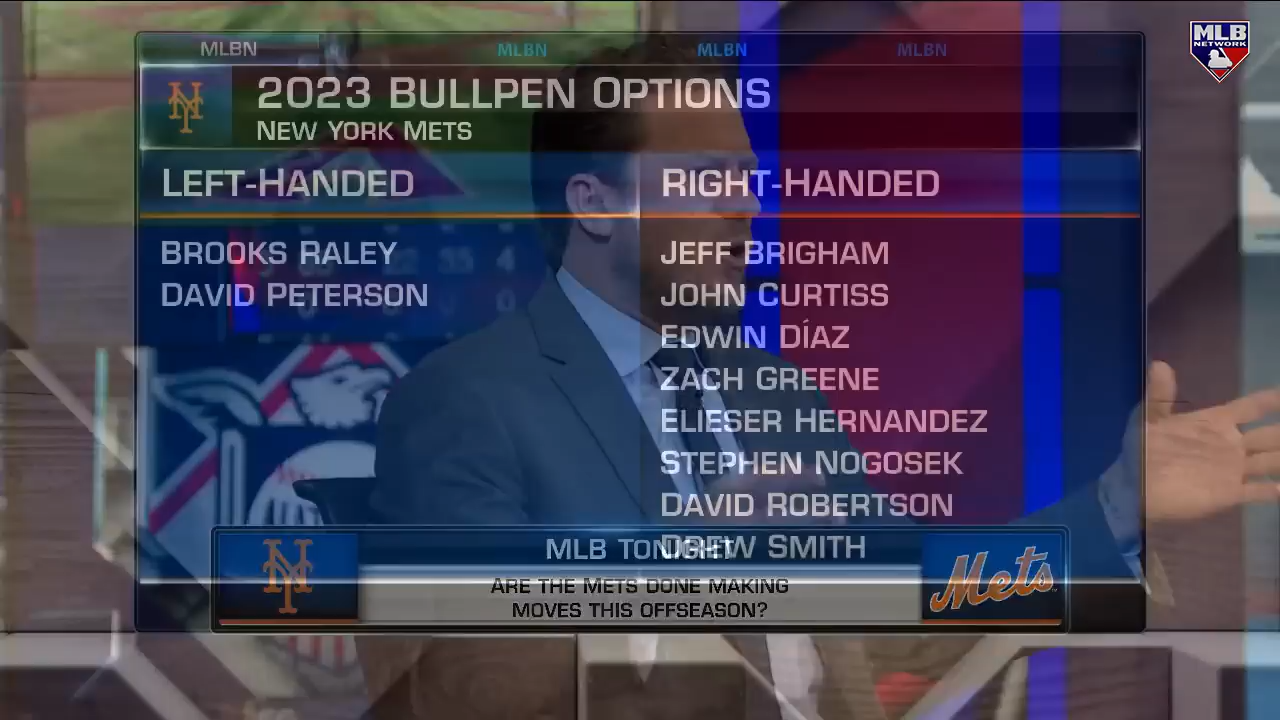 MLBN MLBN MLBN MLBN
MLB
NETWORK
NY
2023 BULLPEN OPTIONS
NEW YORK METS
LEFT-HANDED
RIGHT-HANDED
BROOKS RALEY
DAVID PETERSON
JEFF BRIGHAM
JOHN CURTISS
EDWIN DÍAZ
ZACH GREENE
ELIESER HERNANDEZ
STEPHEN NOGOSEK
DAVID ROBERTSON
DREW SMITH
NY
MLB TONIGHT
ARE THE METS DONE MAKING
MOVES THIS OFFSEASON?
Mets